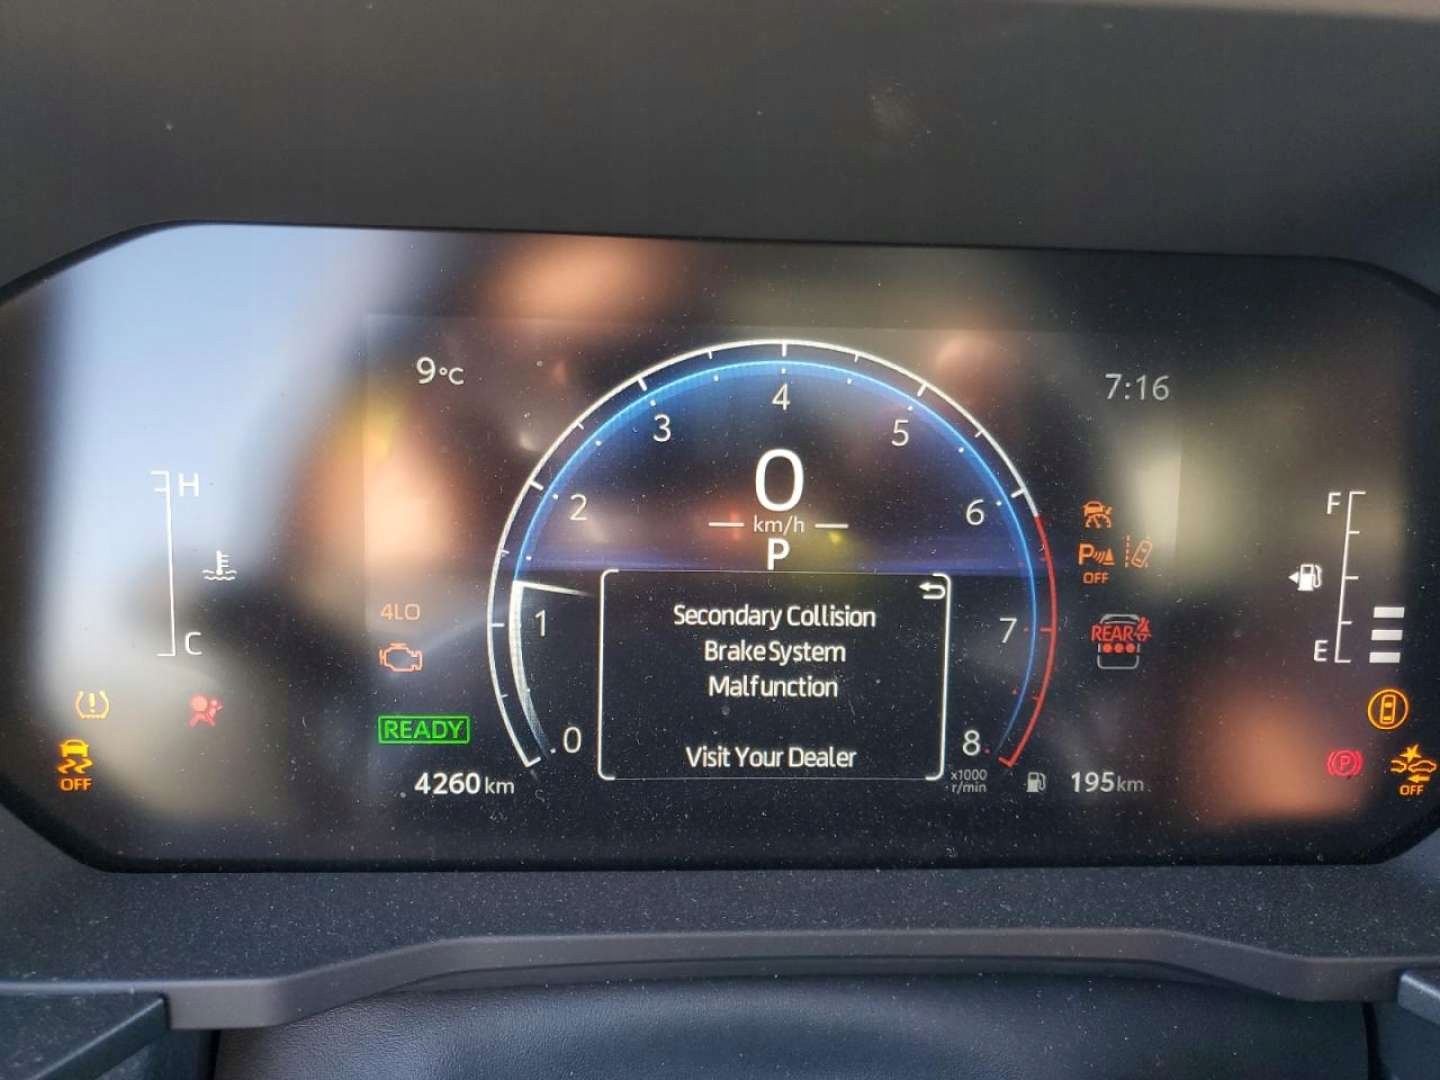 9°C
7:16
4
3
5
0
2
6
km/h
P
H
F
P
OFF
4LO
1
Secondary Collision
7
REAR
Brake System
C
E
Malfunction
READY
0
8
Visit Your Dealer
P
OFF
OFF
4260 km
x1000
r/min
195 km